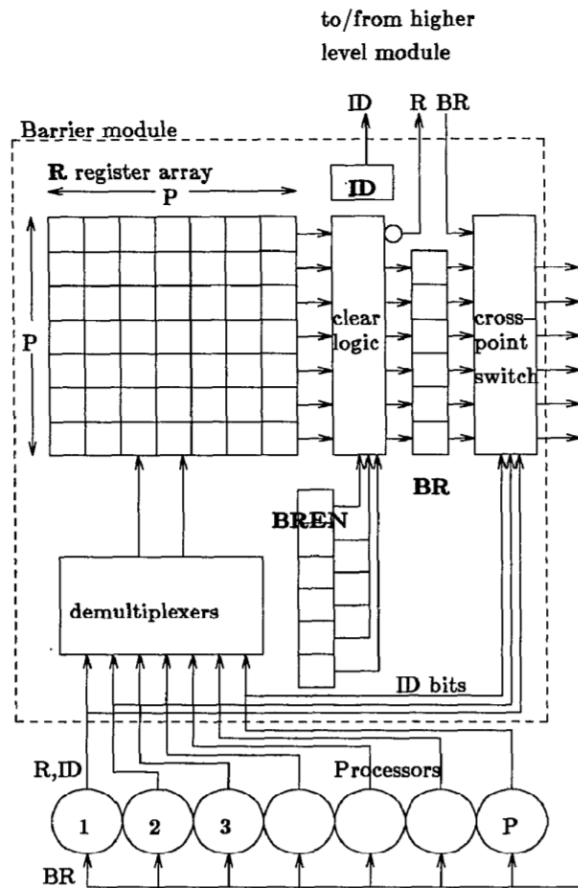 to/from higher
level module
ID R BR
Barrier module
R register array
P
ID
P
clear
logic
cross-
point
switch
BR
BREN
demultiplexers
ID bits
R,ID
Processors
1 2 3 P
BR